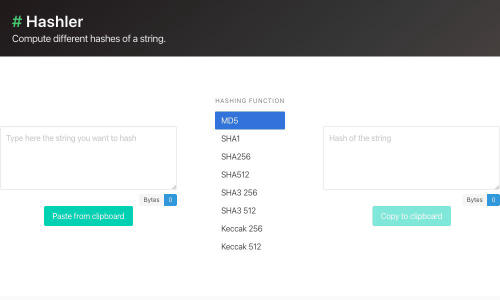 # Hashler
Compute different hashes of a string.
HASHING FUNCTION
Type here the string you want to hash
Bytes 0
Paste from clipboard
MD5
SHA1
SHA256
SHA512
SHA3 256
SHA3 512
Keccak 256
Keccak 512
Hash of the string
Bytes 0
Copy to clipboard